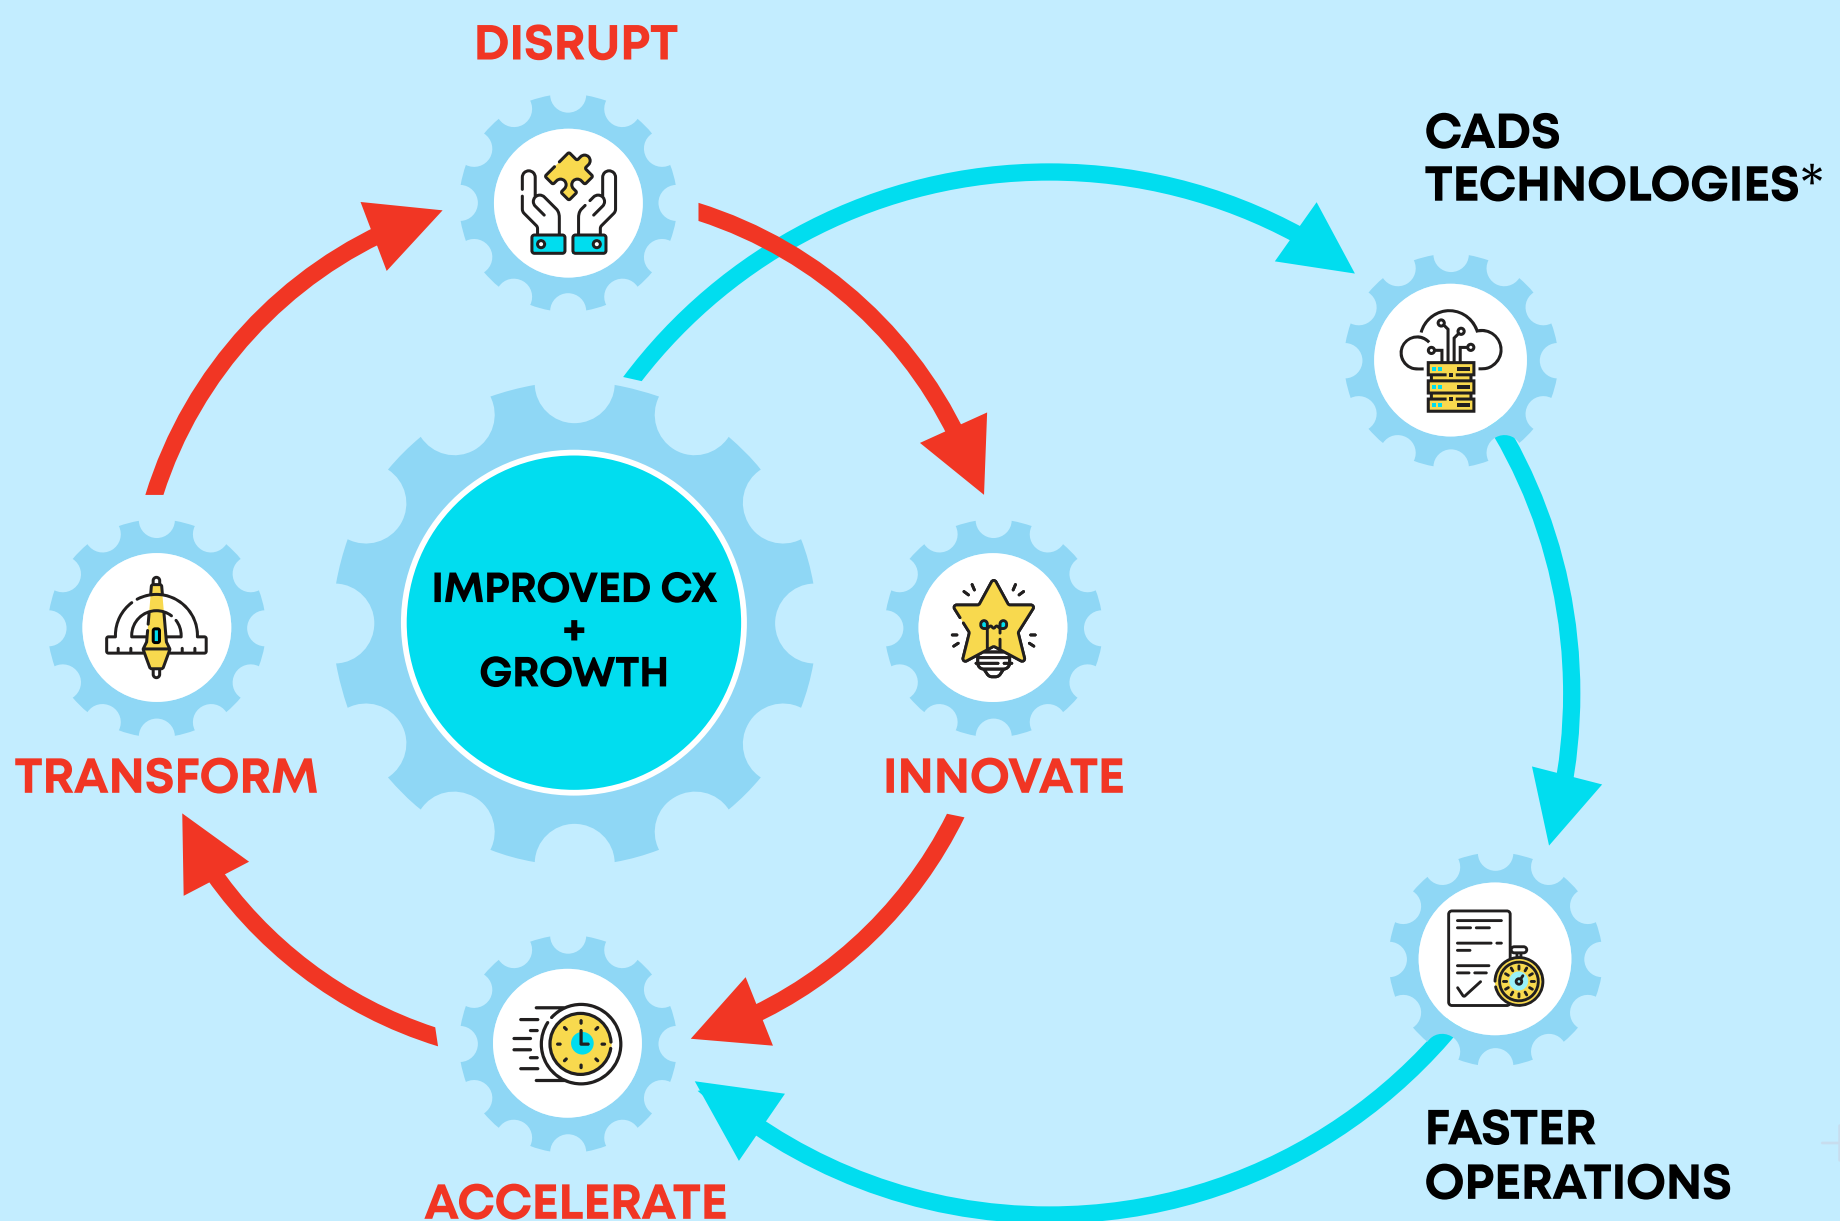 DISRUPT
CADS
TECHNOLOGIES*
IMPROVED CX
+
GROWTH
TRANSFORM
INNOVATE
FASTER
OPERATIONS
ACCELERATE